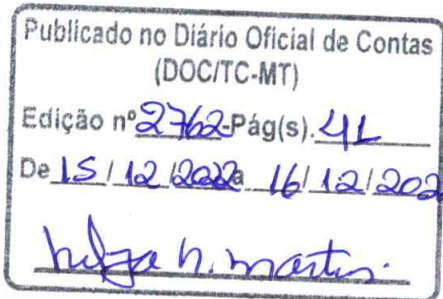 Publicado no Diário Oficial de Contas
(DOC/TC-MT)
Edição nº 2762-Pág(s). 41
De 15/12/2022 a 16/12/202